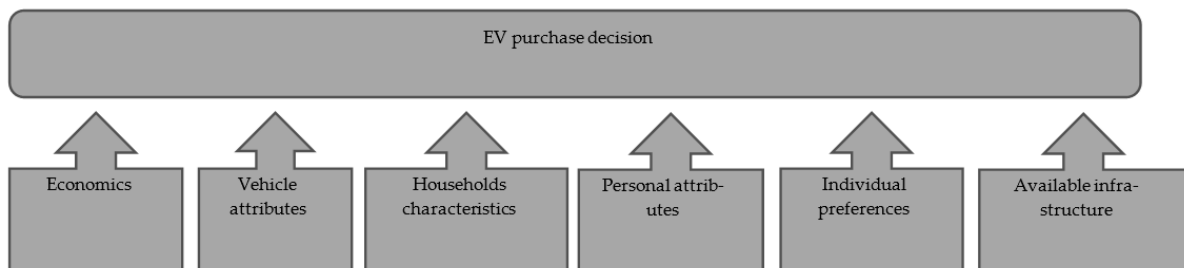 EV purchase decision
Economics
Vehicle
attributes
Households
characteristics
Personal attrib-
utes
Individual
preferences
Available infra-
structure